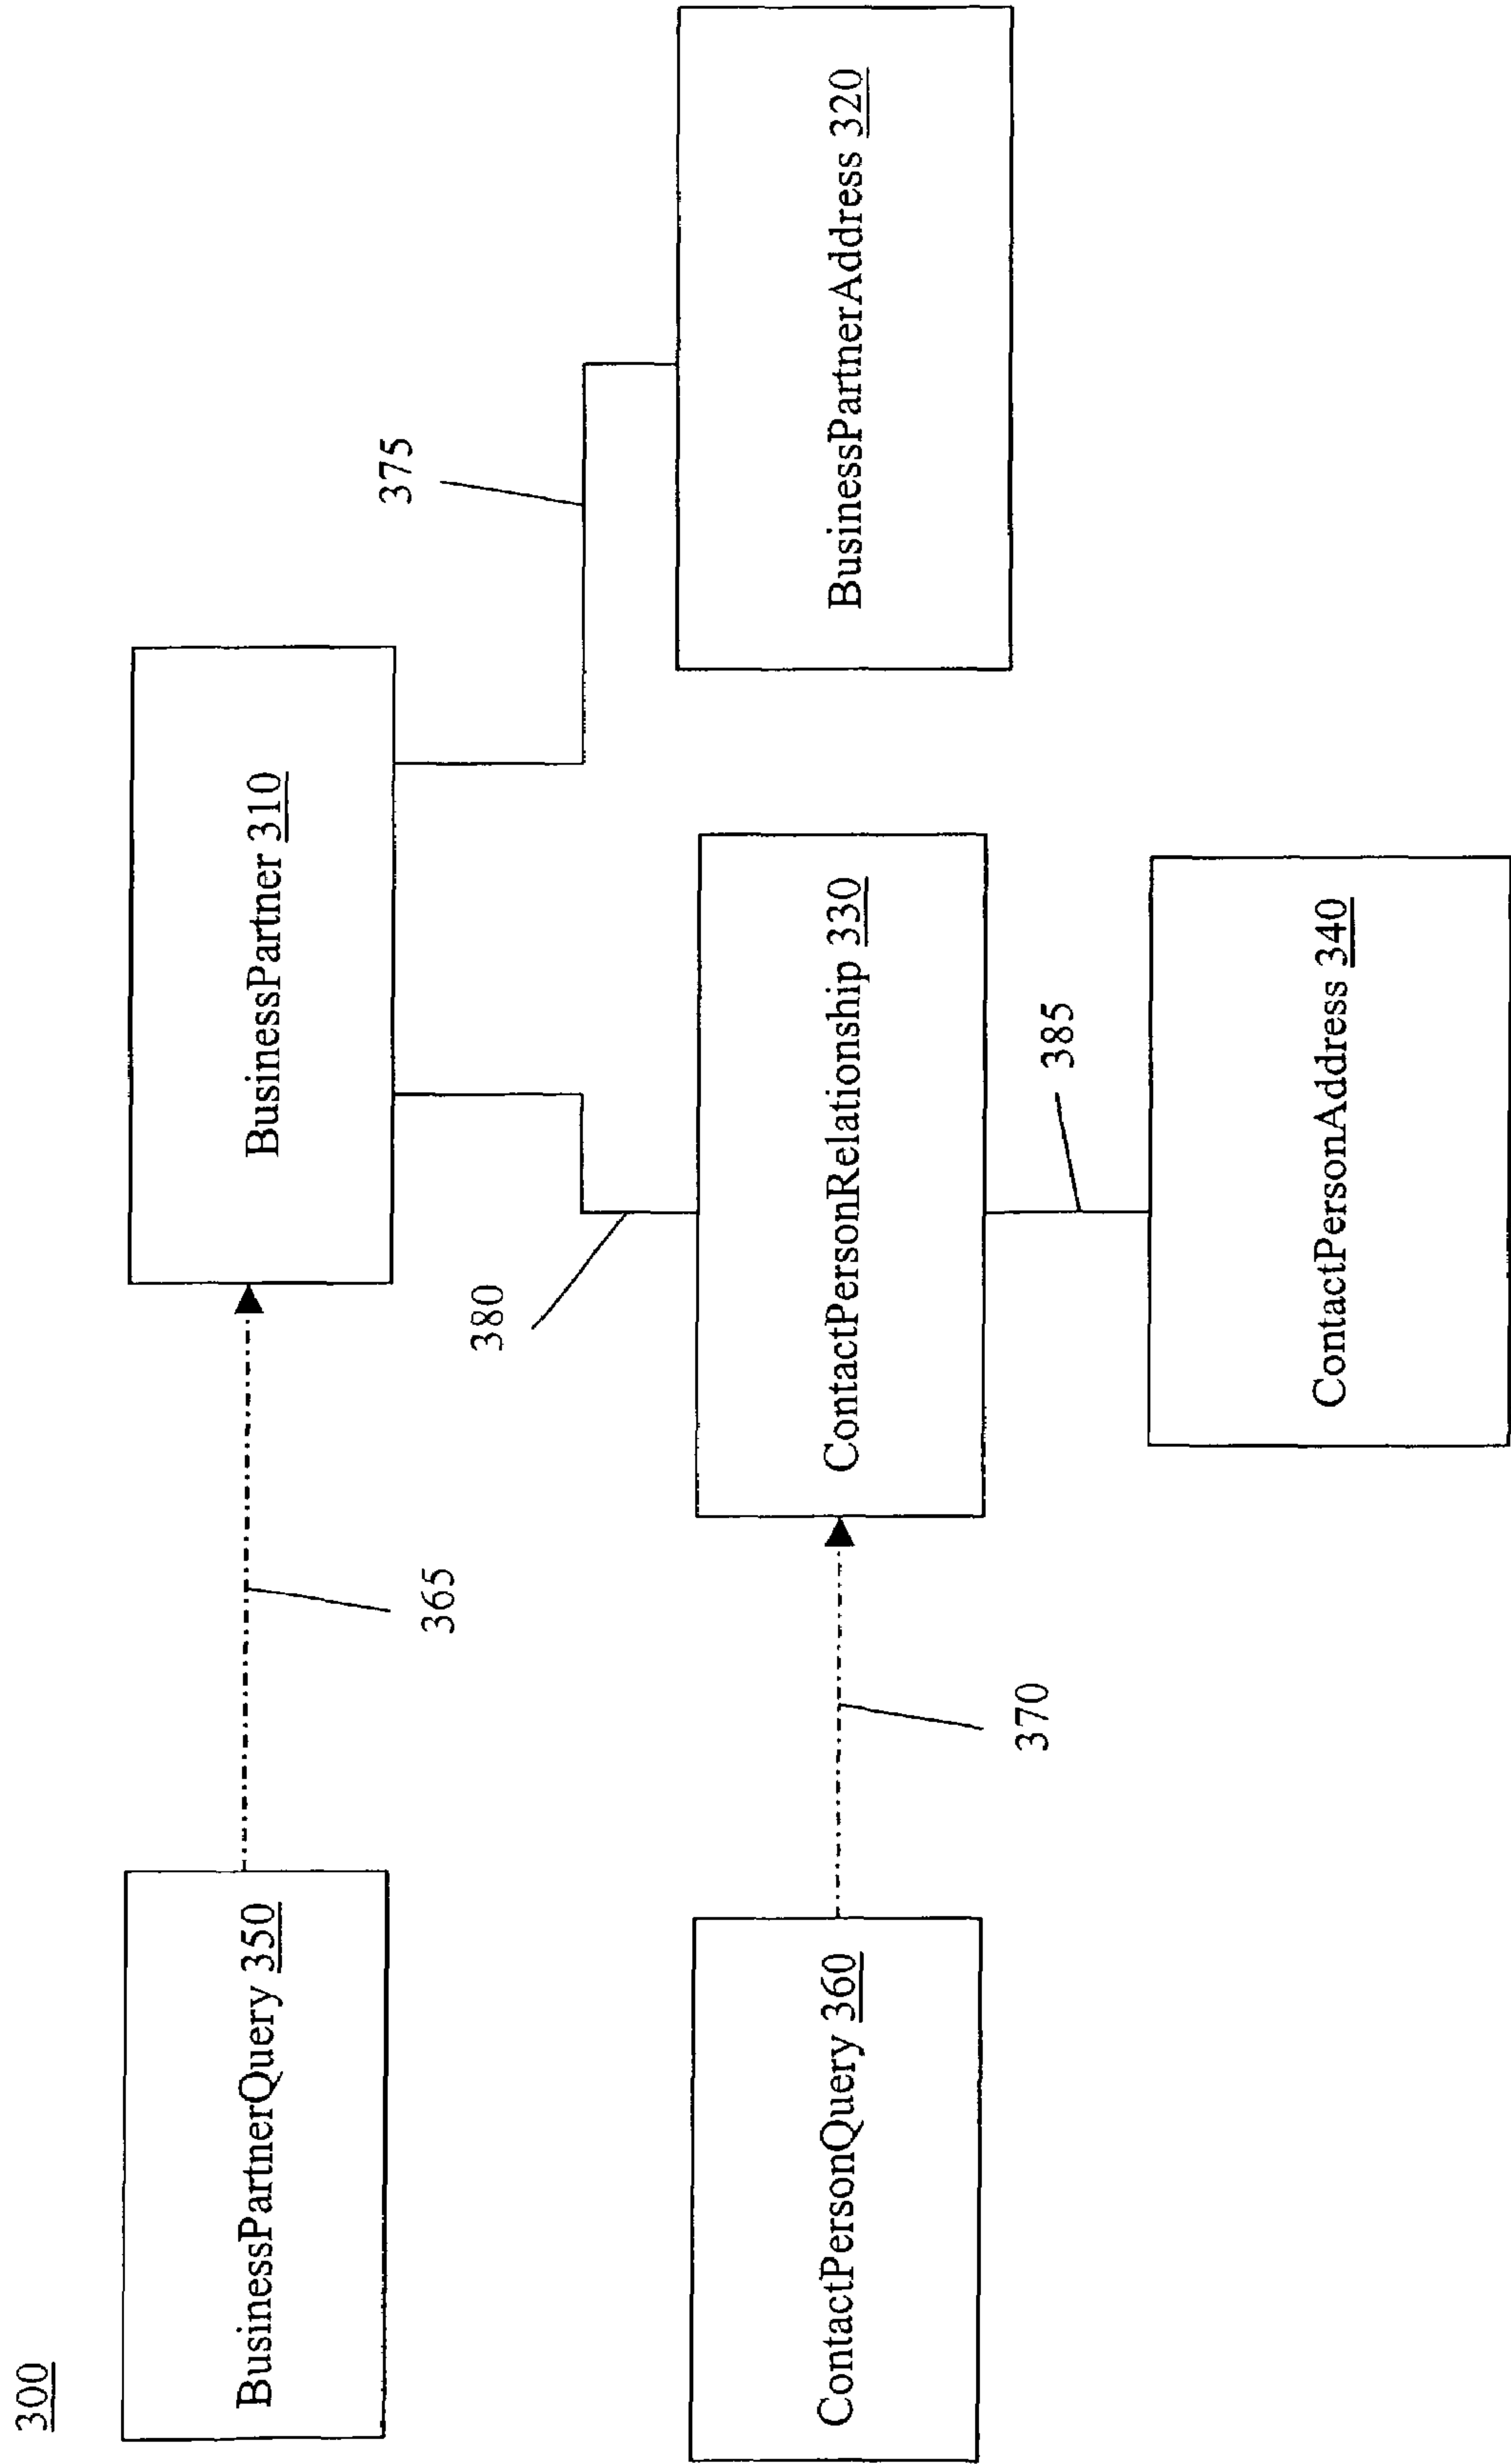 300
BusinessPartnerQuery 350
365
BusinessPartner 310
375
380
BusinessPartnerAddress 320
ContactPersonQuery 360
370
ContactPersonRelationship 330
385
ContactPersonAddress 340